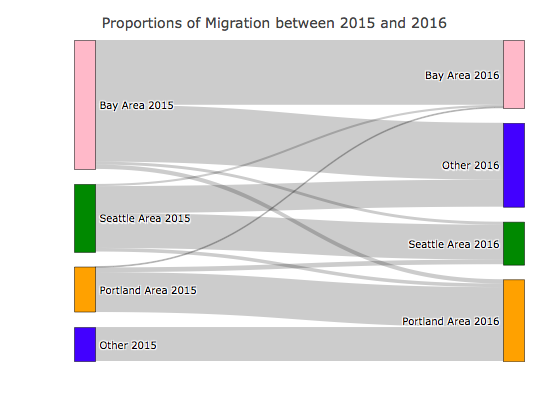 Proportions of Migration between 2015 and 2016
Bay Area 2015
Bay Area 2016
Other 2016
Seattle Area 2015
Seattle Area 2016
Portland Area 2015
Portland Area 2016
Other 2015